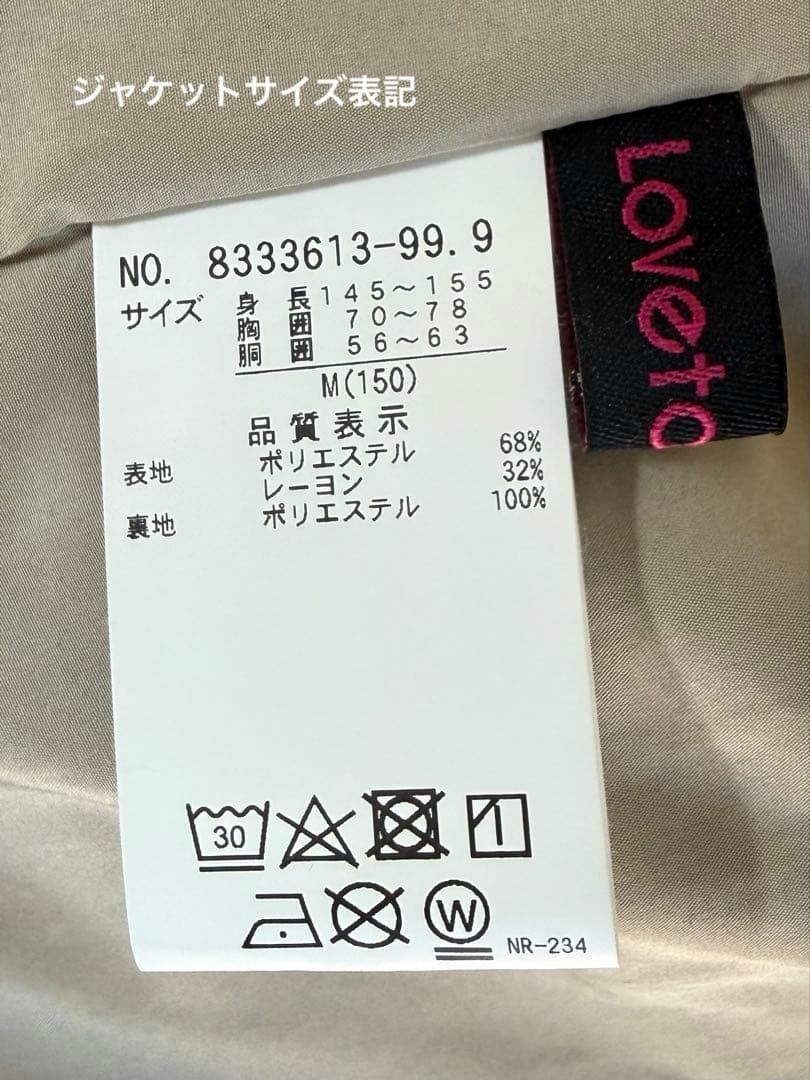 ジャケットサイズ表記
Loveto
NO. 8333613-99.9
サイズ 身長 145～155
胸囲 70～78
胴囲 56～63
M(150)
品質表示
表地 ポリエステル 68%
レーヨン 32%
裏地 ポリエステル 100%
30
W
NR-234